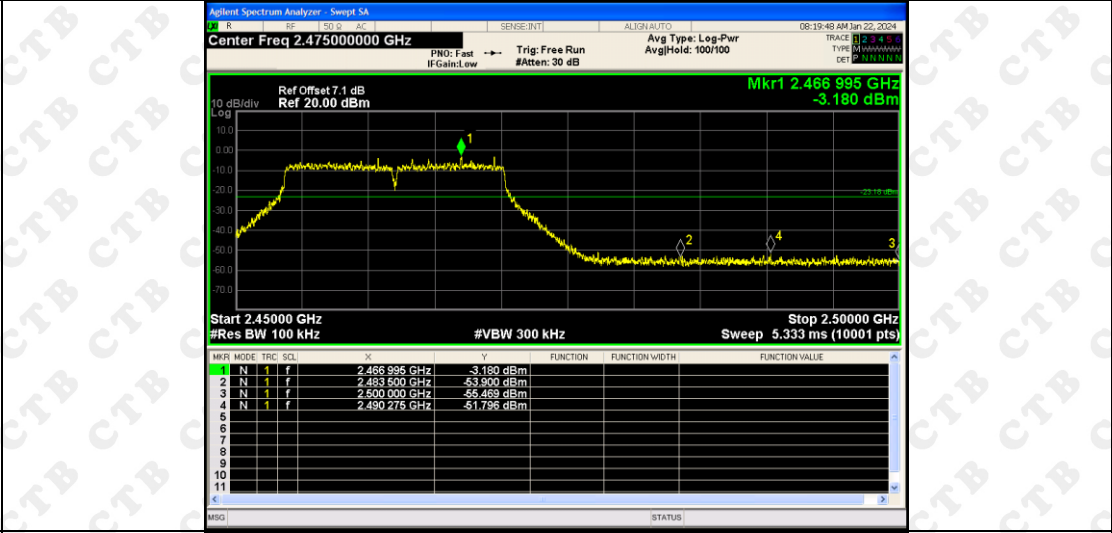 Agilent Spectrum Analyzer - Swept SA
R RF 50 Ω AC SENSE:INT ALIGN AUTO 08:19:48 AM Jan 22, 2024
Center Freq 2.475000000 GHz Avg Type: Log-Pwr TRACE 1 2 3 4 5 6
PNO: Fast Trig: Free Run Avg|Hold: 100/100 TYPE M
IFGain:Low #Atten: 30 dB DET P N N N N N
Mkr1 2.466 995 GHz
Ref Offset 7.1 dB
10 dB/div Ref 20.00 dBm -3.180 dBm
Log
10.0
0.00
-10.0
-20.0
-30.0
-40.0
-50.0
-60.0
-70.0
1
-23.18 dBm
2
4
3
Start 2.45000 GHz Stop 2.50000 GHz
#Res BW 100 kHz #VBW 300 kHz Sweep 5.333 ms (10001 pts)
MKR MODE TRC SCL X Y FUNCTION FUNCTION WIDTH FUNCTION VALUE
1 N 1 f 2.466 995 GHz -3.180 dBm
2 N 1 f 2.483 500 GHz -53.900 dBm
3 N 1 f 2.500 000 GHz -55.469 dBm
4 N 1 f 2.490 275 GHz -51.796 dBm
5
6
7
8
9
10
11
MSG STATUS
CTB